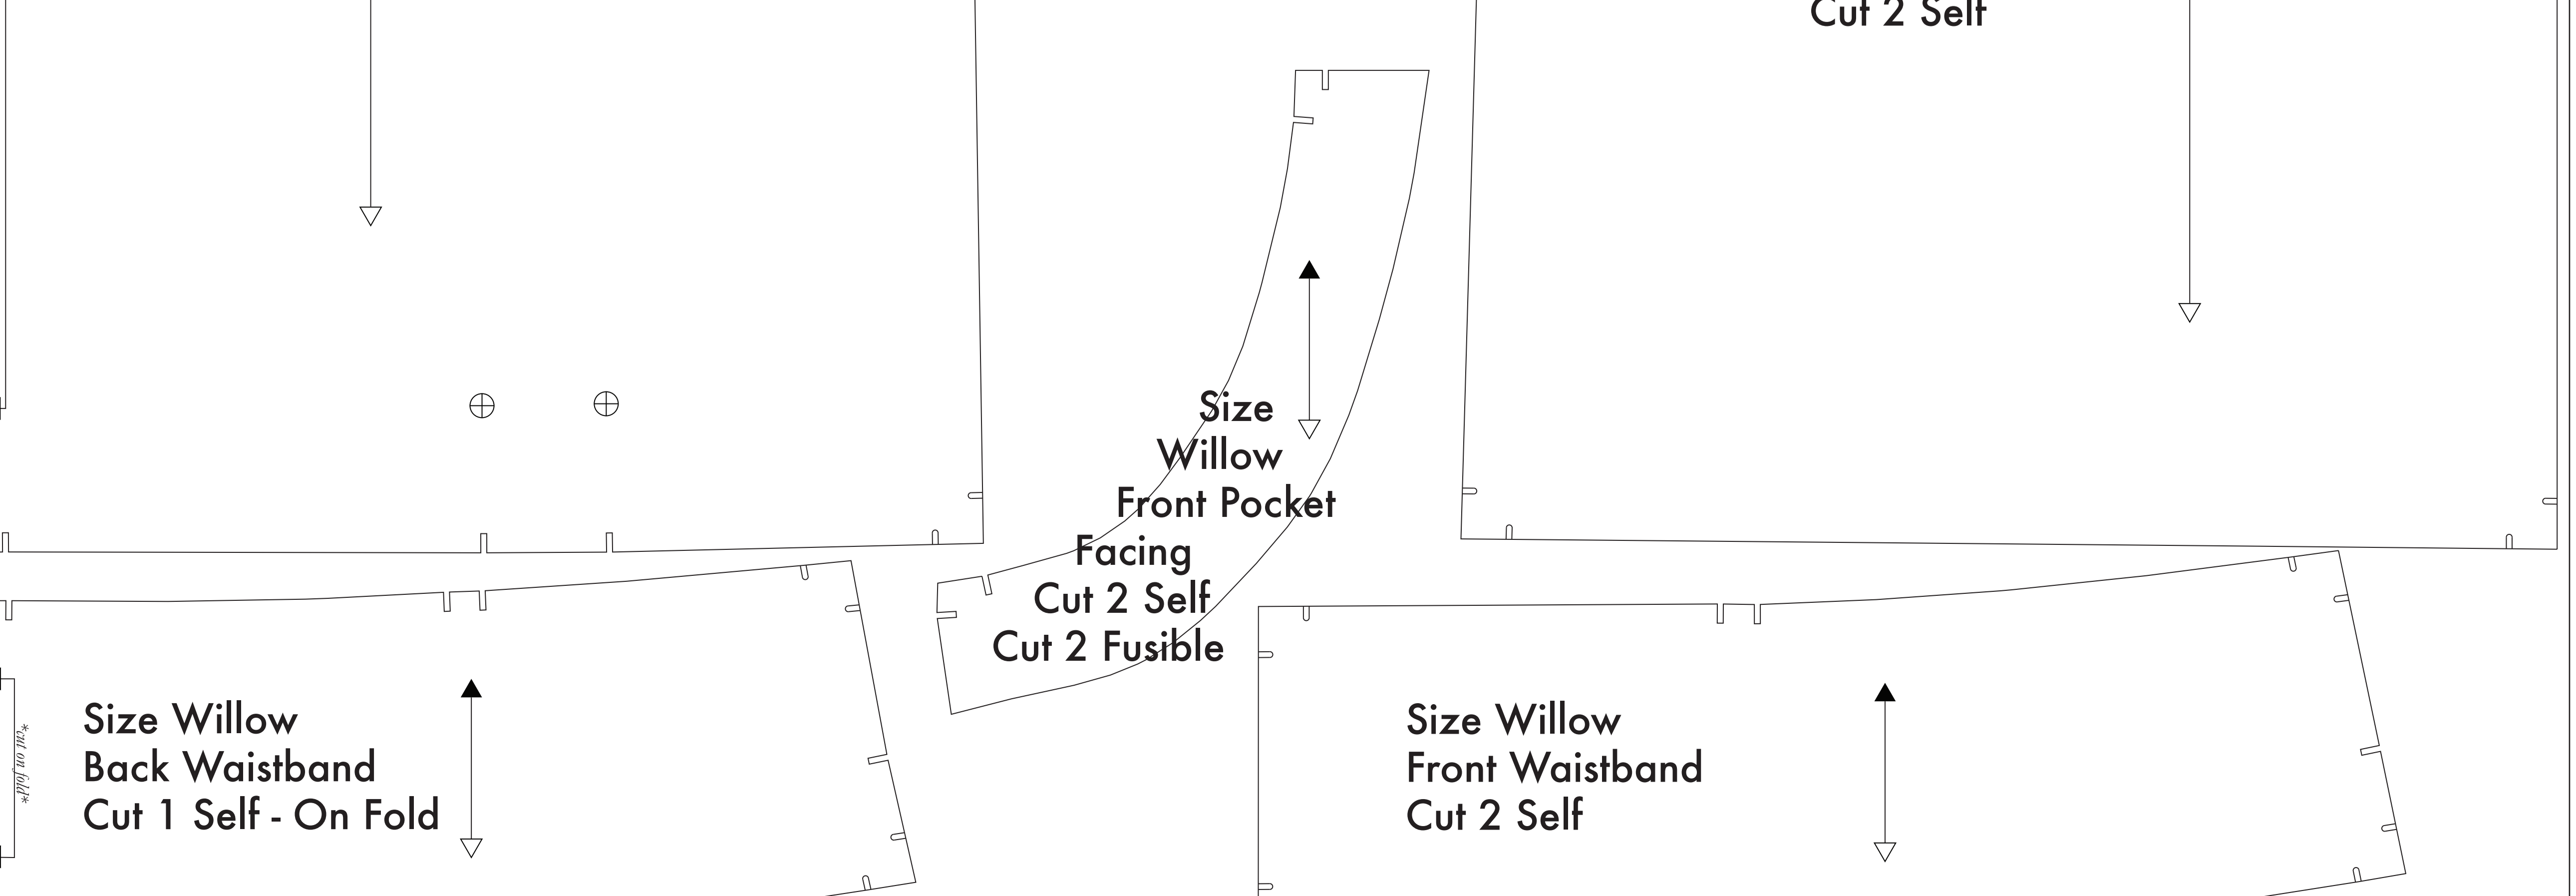 Cut 2 Self
Size
Willow
Front Pocket
Facing
Cut 2 Self
Cut 2 Fusible
*cut on fold*
Size Willow
Back Waistband
Cut 1 Self - On Fold
Size Willow
Front Waistband
Cut 2 Self